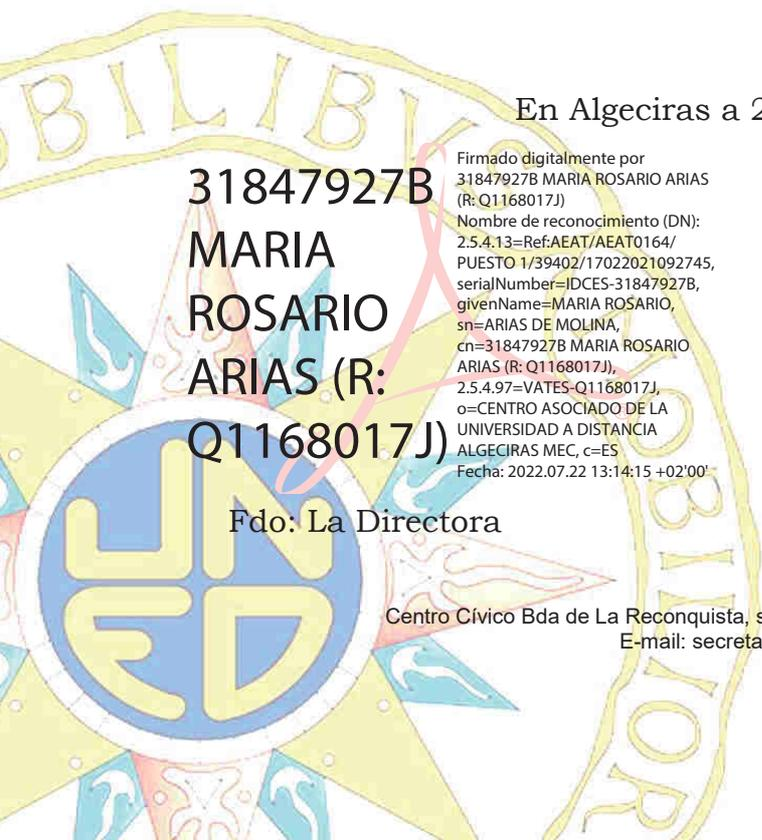 En Algeciras a 2
31847927B
MARIA
ROSARIO
ARIAS (R:
Q1168017J)
Firmado digitalmente por
31847927B MARIA ROSARIO ARIAS
(R: Q1168017J)
Nombre de reconocimiento (DN):
2.5.4.13=Ref:AEAT/AEAT0164/
PUESTO 1/39402/17022021092745,
serialNumber=IDCES-31847927B,
givenName=MARIA ROSARIO,
sn=ARIAS DE MOLINA,
cn=31847927B MARIA ROSARIO
ARIAS (R: Q1168017J),
2.5.4.97=VATES-Q1168017J,
o=CENTRO ASOCIADO DE LA
UNIVERSIDAD A DISTANCIA
ALGECIRAS MEC, c=ES
Fecha: 2022.07.22 13:14:15 +02'00'
Fdo: La Directora
Centro Cívico Bda de La Reconquista, s
E-mail: secreta
OBILIBVS
MOBILIOR
UNED